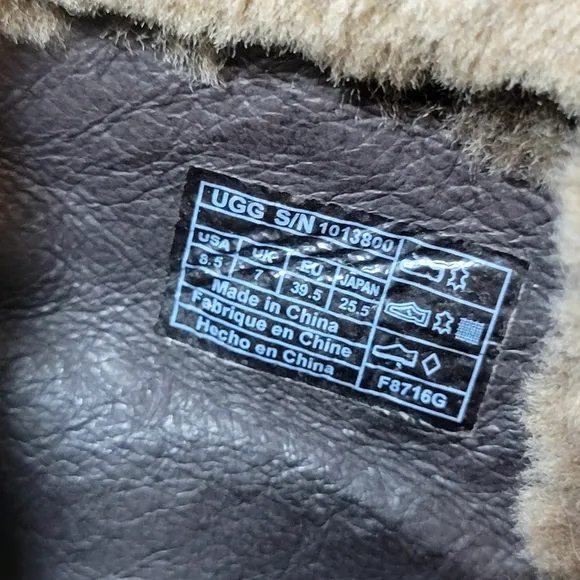 UGG S/N 1013800
USA UK EU JAPAN
8.5 7 39.5 25.5
Made in China
Fabrique en Chine
Hecho en China
F8716G